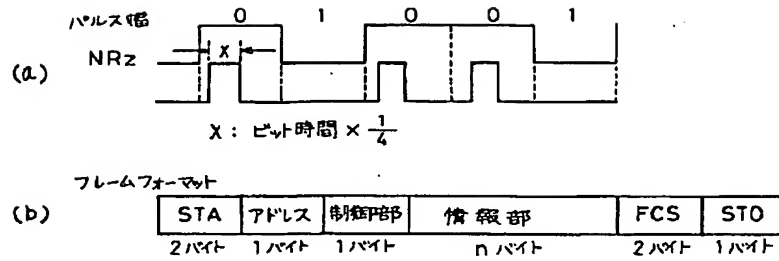 パルス幅 0 1 0 0 1
NRZ
X
(a)
X: ビット時間 × 1/4
フレームフォーマット
(b) STA アドレス 制御部 情報部 FCS STO
2バイト 1バイト 1バイト nバイト 2バイト 1バイト